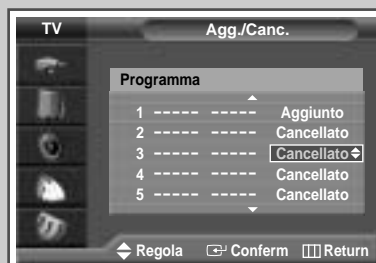 TV Agg./Canc.
Programma
1 ----- ----- Aggiunto
2 ----- ----- Cancellato
3 ----- ----- Cancellato
4 ----- ----- Cancellato
5 ----- ----- Cancellato
Regola Conferm Return